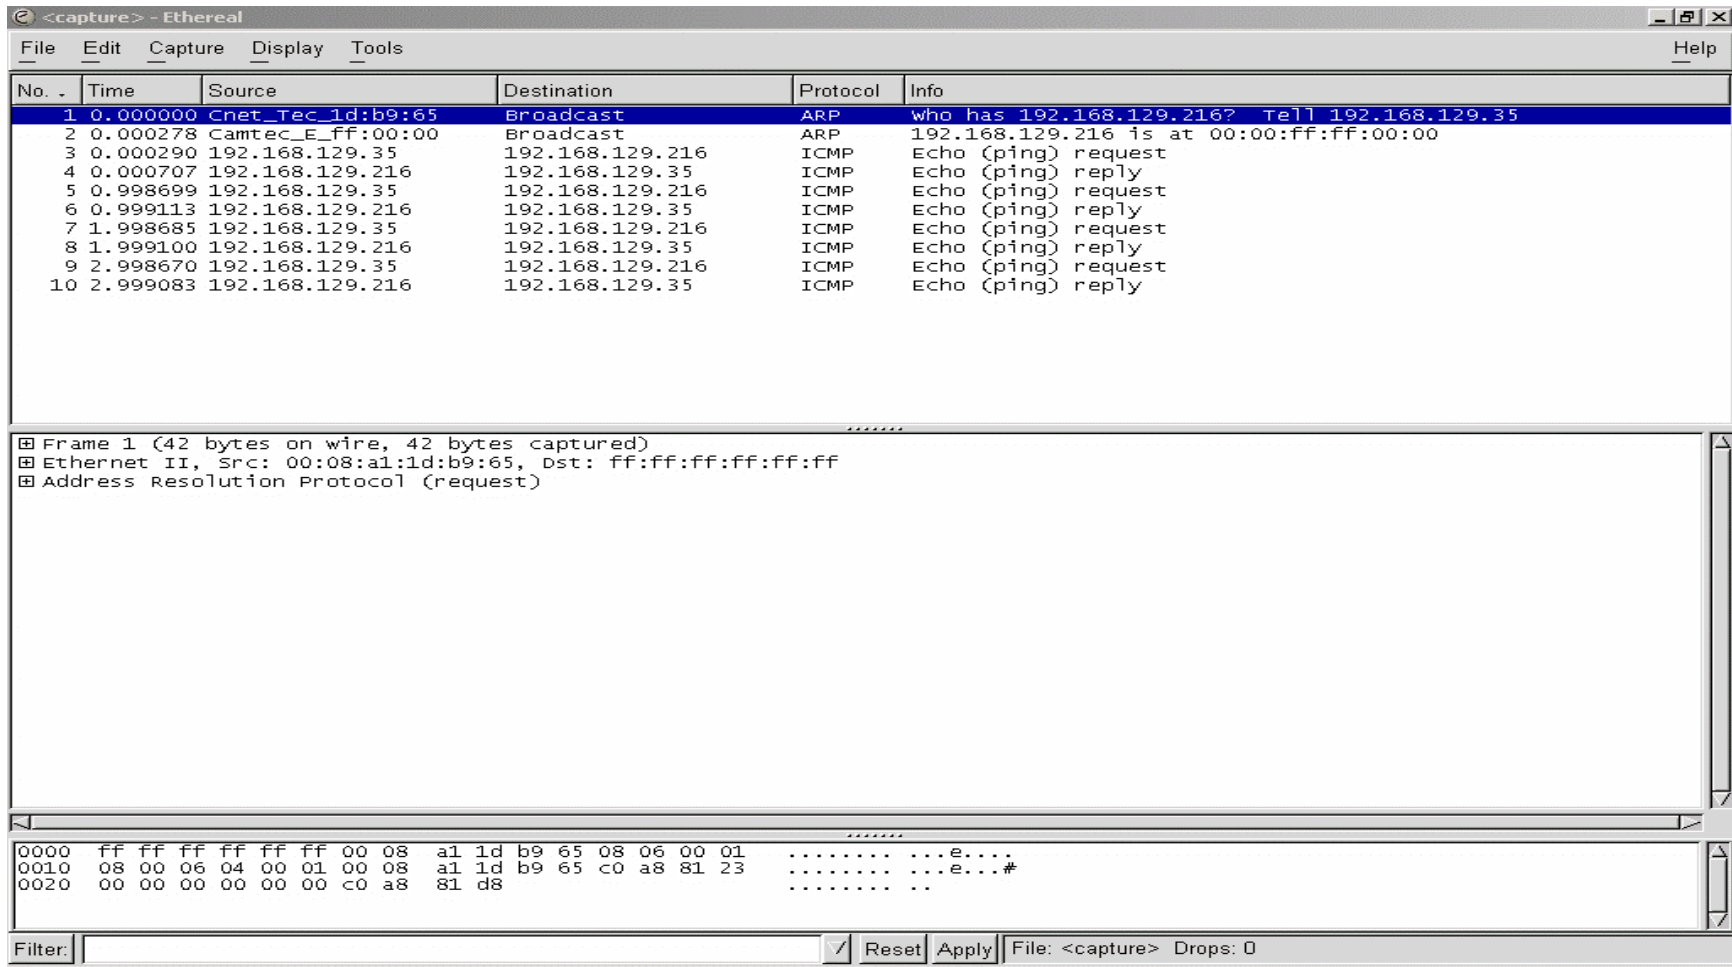 <capture> - Ethereal
File Edit Capture Display Tools Help
No. Time Source Destination Protocol Info
1 0.000000 Cnet_Tec_1d:b9:65 Broadcast ARP Who has 192.168.129.216? Tell 192.168.129.35
2 0.000278 Camtec_E_ff:00:00 Broadcast ARP 192.168.129.216 is at 00:00:ff:ff:00:00
3 0.000290 192.168.129.35 192.168.129.216 ICMP Echo (ping) request
4 0.000707 192.168.129.216 192.168.129.35 ICMP Echo (ping) reply
5 0.998699 192.168.129.35 192.168.129.216 ICMP Echo (ping) request
6 0.999113 192.168.129.216 192.168.129.35 ICMP Echo (ping) reply
7 1.998685 192.168.129.35 192.168.129.216 ICMP Echo (ping) request
8 1.999100 192.168.129.216 192.168.129.35 ICMP Echo (ping) reply
9 2.998670 192.168.129.35 192.168.129.216 ICMP Echo (ping) request
10 2.999083 192.168.129.216 192.168.129.35 ICMP Echo (ping) reply
Frame 1 (42 bytes on wire, 42 bytes captured)
Ethernet II, Src: 00:08:a1:1d:b9:65, Dst: ff:ff:ff:ff:ff:ff
Address Resolution Protocol (request)
0000 ff ff ff ff ff ff 00 08 a1 1d b9 65 08 06 00 01 ........ ...e....
0010 08 00 06 04 00 01 00 08 a1 1d b9 65 c0 a8 81 23 ........ ...e...#
0020 00 00 00 00 00 00 c0 a8 81 d8 ........ ..
Filter: Reset Apply File: <capture> Drops: 0